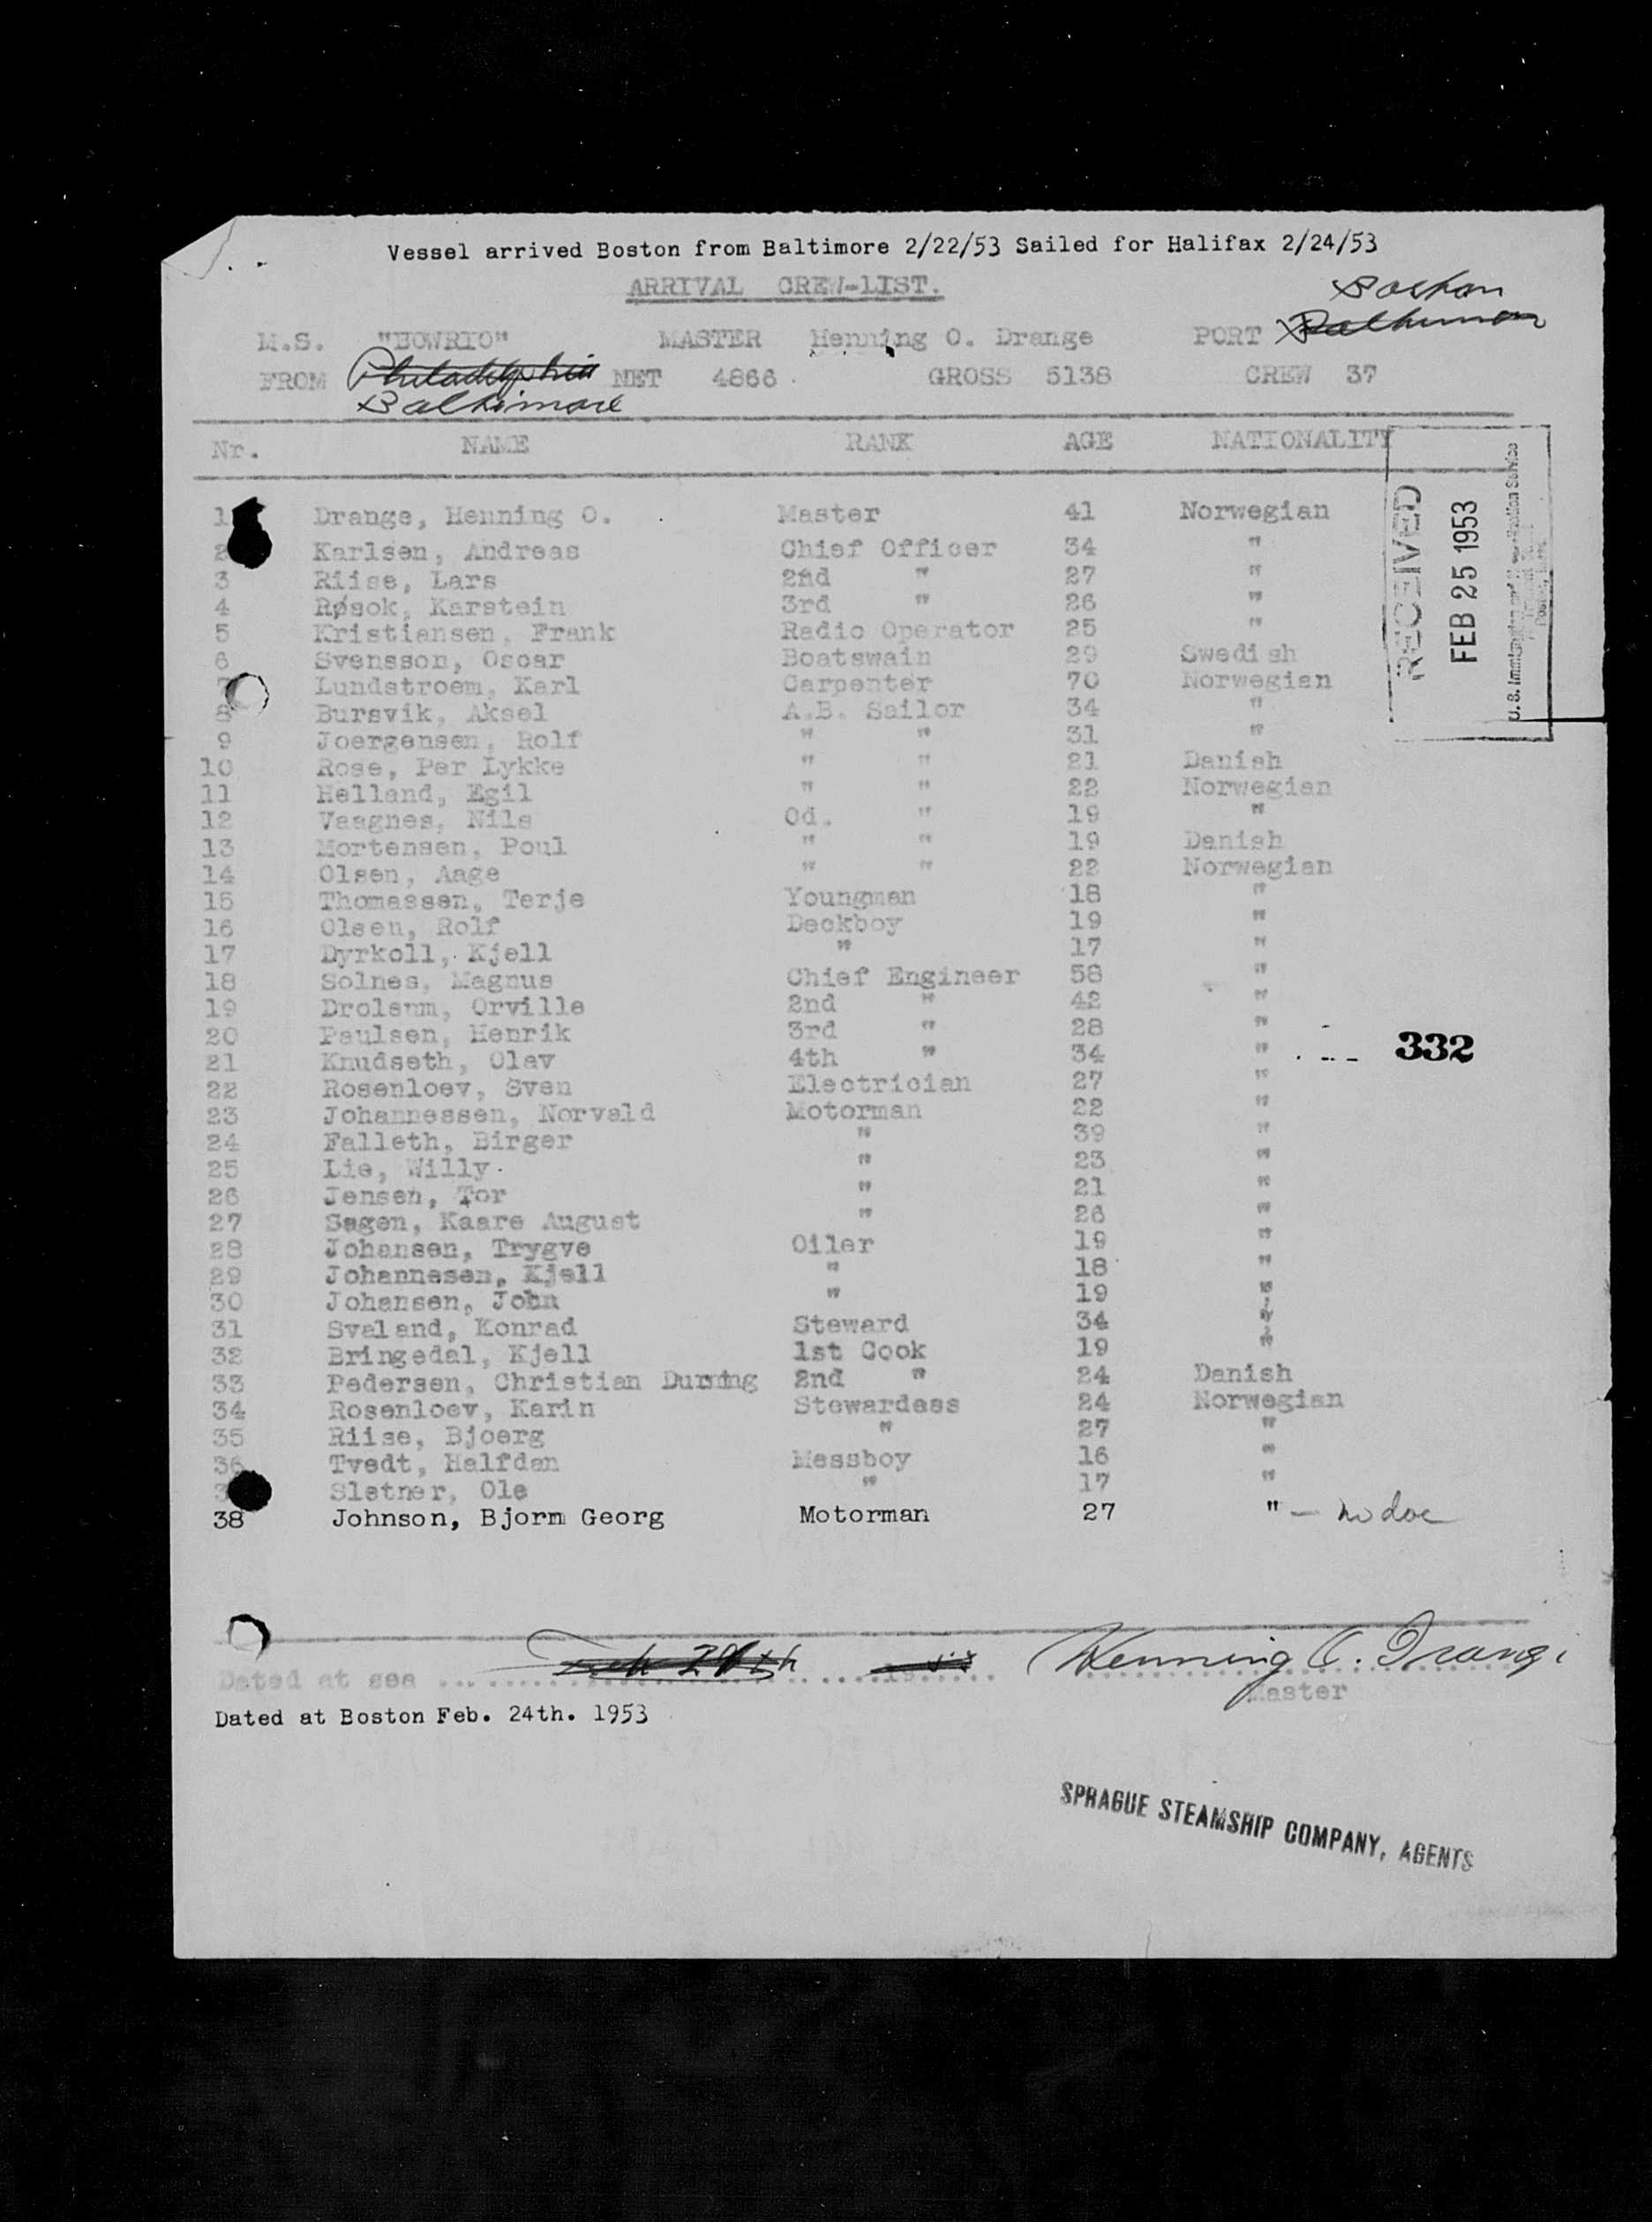 Vessel arrived Boston from Baltimore 2/22/53 Sailed for Halifax 2/24/53
ARRIVAL CREW-LIST.
Boston
M.S. "BOWRIO" MASTER Henning O. Drange PORT Baltimore
FROM Philadelphia NET 4866 GROSS 5138 CREW 37
Baltimore
Nr. NAME RANK AGE NATIONALITY
1 Drange, Henning O. Master 41 Norwegian
2 Karlsen, Andreas Chief Officer 34 "
3 Riise, Lars 2nd " 27 "
4 Røsok, Karstein 3rd " 26 "
5 Kristiansen, Frank Radio Operator 25 "
6 Svensson, Oscar Boatswain 29 Swedish
7 Lundstroem, Karl Carpenter 70 Norwegian
8 Bursvik, Aksel A.B. Sailor 34 "
9 Joergensen, Rolf " " 31 "
10 Rose, Per Lykke " " 21 Danish
11 Helland, Egil " " 22 Norwegian
12 Vaagnes, Nils Od. " 19 "
13 Mortensen, Poul " " 19 Danish
14 Olsen, Aage " " 22 Norwegian
15 Thomassen, Terje Youngman 18 "
16 Olsen, Rolf Deckboy 19 "
17 Dyrkoll, Kjell " 17 "
18 Solnes, Magnus Chief Engineer 58 "
19 Drolsum, Orville 2nd " 42 "
20 Paulsen, Henrik 3rd " 28 "
21 Knudseth, Olav 4th " 34 "
22 Rosenloev, Sven Electrician 27 "
23 Johannessen, Norvald Motorman 22 "
24 Falleth, Birger " 39 "
25 Lie, Willy " 23 "
26 Jensen, Tor " 21 "
27 Sagen, Kaare August " 26 "
28 Johansen, Trygve Oiler 19 "
29 Johannesen, Kjell " 18 "
30 Johansen, John " 19 "
31 Svaland, Konrad Steward 34 "
32 Bringedal, Kjell 1st Cook 19 "
33 Pedersen, Christian Durning 2nd " 24 Danish
34 Rosenloev, Karin Stewardess 24 Norwegian
35 Riise, Bjoerg " 27 "
36 Tvedt, Halfdan Messboy 16 "
3 Sletner, Ole " 17 "
38 Johnson, Bjorm Georg Motorman 27 " - no doc
RECEIVED
FEB 25 1953
U. S. Immigration and Naturalization Service
332
Dated at sea Feb 19 53 Henning O. Drange
Master
Dated at Boston Feb. 24th. 1953
SPRAGUE STEAMSHIP COMPANY, AGENTS